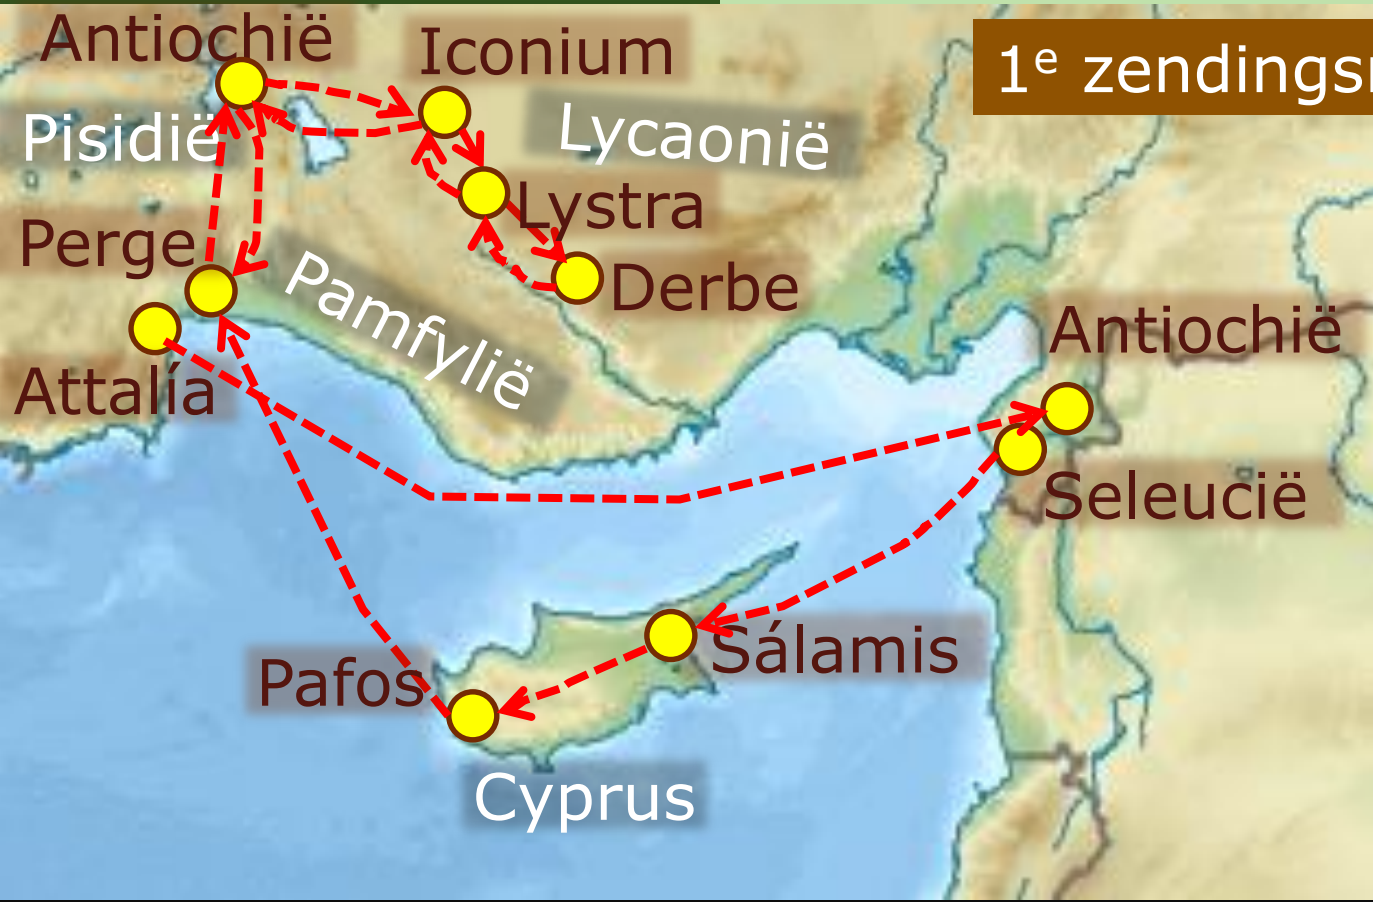 Antiochië
Iconium
1e zendingsr
Pisidië
Lycaonië
Lystra
Perge
Pamfylië
Derbe
Antiochië
Attalía
Seleucië
Sálamis
Pafos
Cyprus